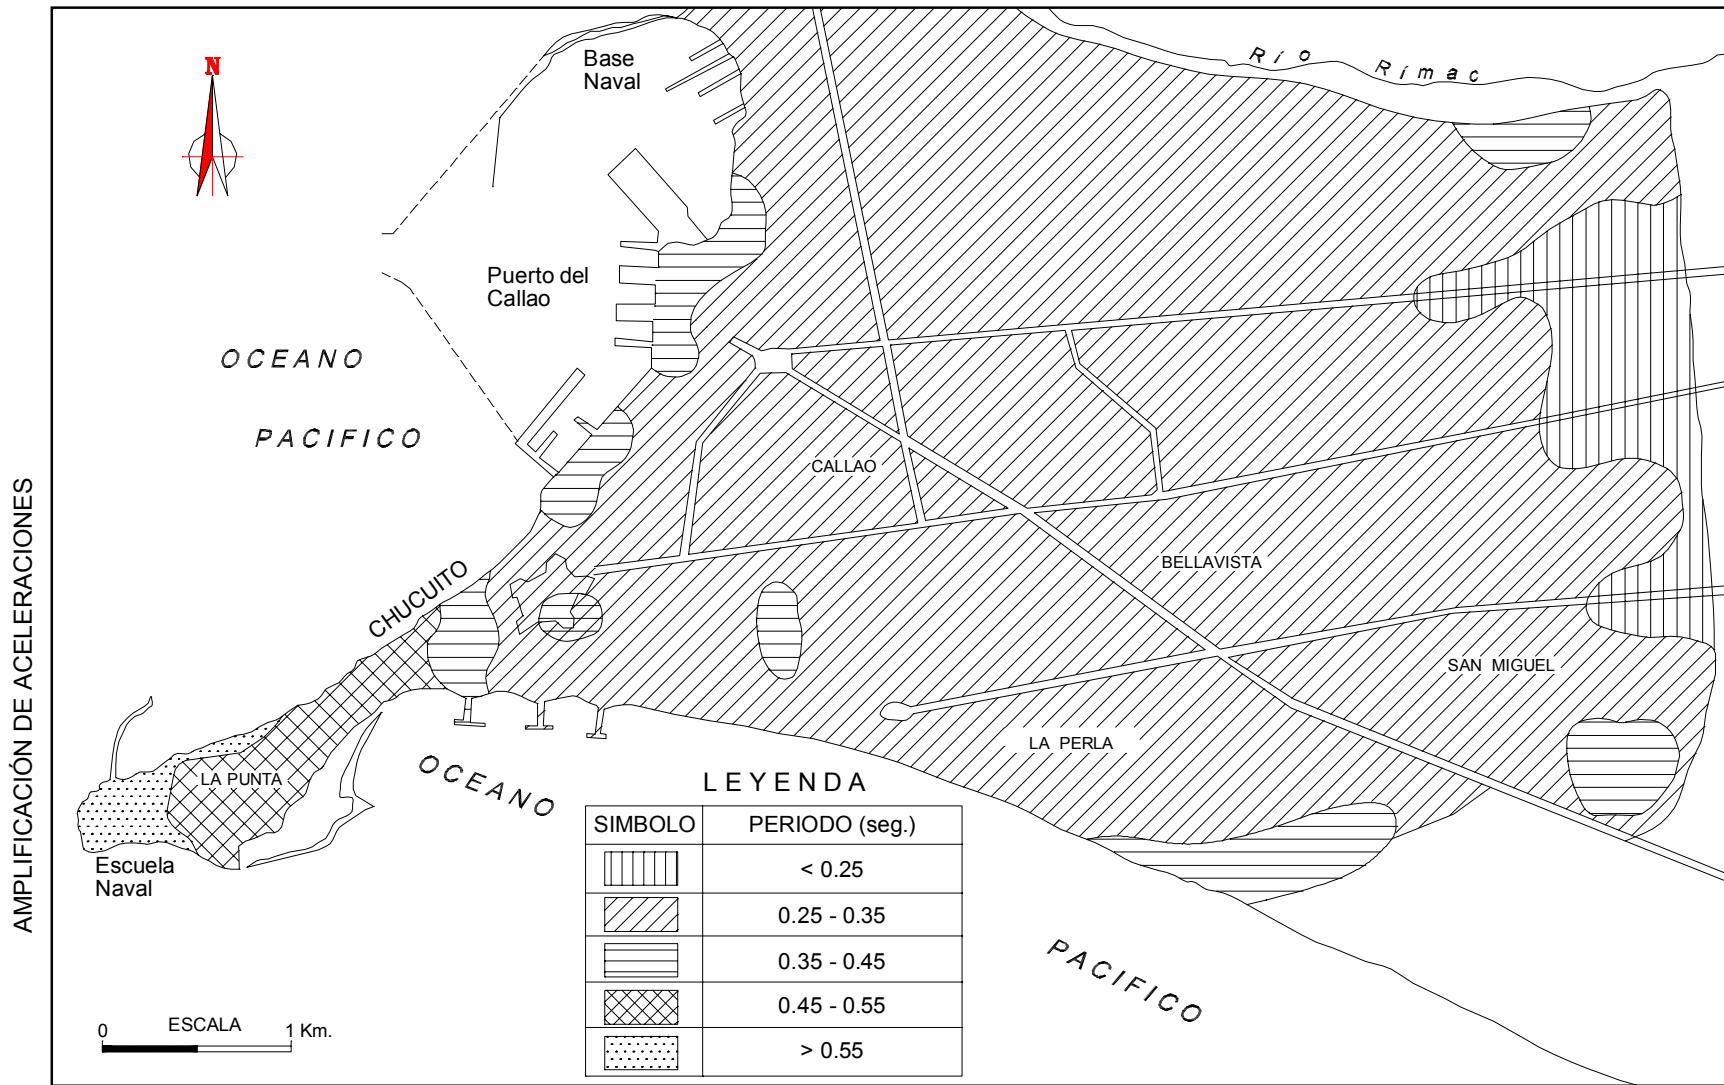 AMPLIFICACIÓN DE ACELERACIONES
N
Base
Naval
Río Rímac
Puerto del
Callao
OCEANO
PACIFICO
CALLAO
CHUCUITO
BELLAVISTA
SAN MIGUEL
LA PUNTA
LA PERLA
OCEANO
PACIFICO
Escuela
Naval
LEYENDA
SIMBOLO PERIODO (seg.)
< 0.25
0.25 - 0.35
0.35 - 0.45
0.45 - 0.55
> 0.55
0 ESCALA 1 Km.